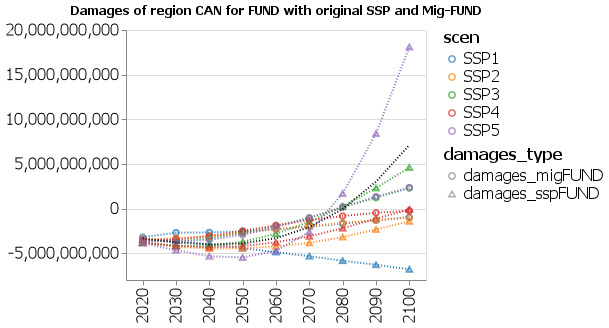 Damages of region CAN for FUND with original SSP and Mig-FUND
20,000,000,000
15,000,000,000
10,000,000,000
5,000,000,000
0
-5,000,000,000
2020
2030
2040
2050
2060
2070
2080
2090
2100
scen
SSP1
SSP2
SSP3
SSP4
SSP5
damages_type
damages_migFUND
damages_sspFUND